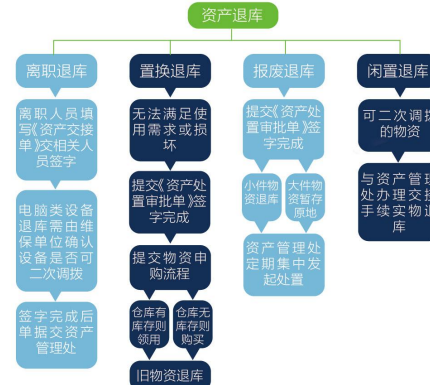 资产退库
离职退库
离职人员填
写《资产交接
单》交相关人
员签字
电脑类设备
退库需由维
保单位确认
设备是否可
二次调拨
签字完成后
单据交资产
管理处
置换退库
无法满足使
用需求或损
坏
提交《资产处
置审批单》签
字完成
提交物资申
购流程
仓库有
库存则
领用
仓库无
库存则
购买
旧物资退库
报废退库
提交《资产处
置审批单》签
字完成
小件物
资退库
大件物
资暂存
原地
资产管理处
定期集中发
起处置
闲置退库
可二次调拨
的物资
与资产管理
处办理交接
手续实物退
库